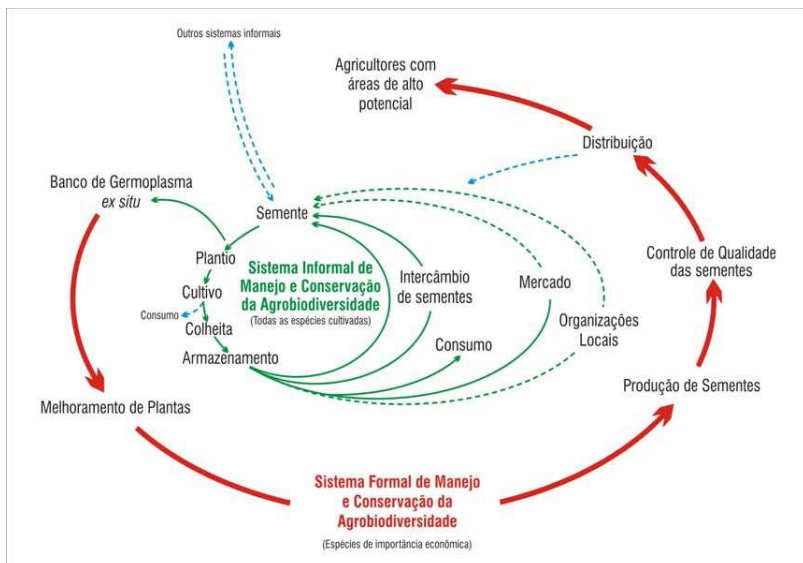 Outros sistemas informais
Agricultores com
áreas de alto
potencial
Distribuição
Banco de Germoplasma
ex situ
Semente
Plantio
Sistema Informal de
Manejo e Conservação
da Agrobiodiversidade
(Todas as espécies cultivadas)
Intercâmbio
de sementes
Mercado
Controle de Qualidade
das sementes
Cultivo
Consumo
Colheita
Organizações
Locais
Consumo
Armazenamento
Produção de Sementes
Melhoramento de Plantas
Sistema Formal de Manejo
e Conservação da
Agrobiodiversidade
(Espécies de importância econômica)